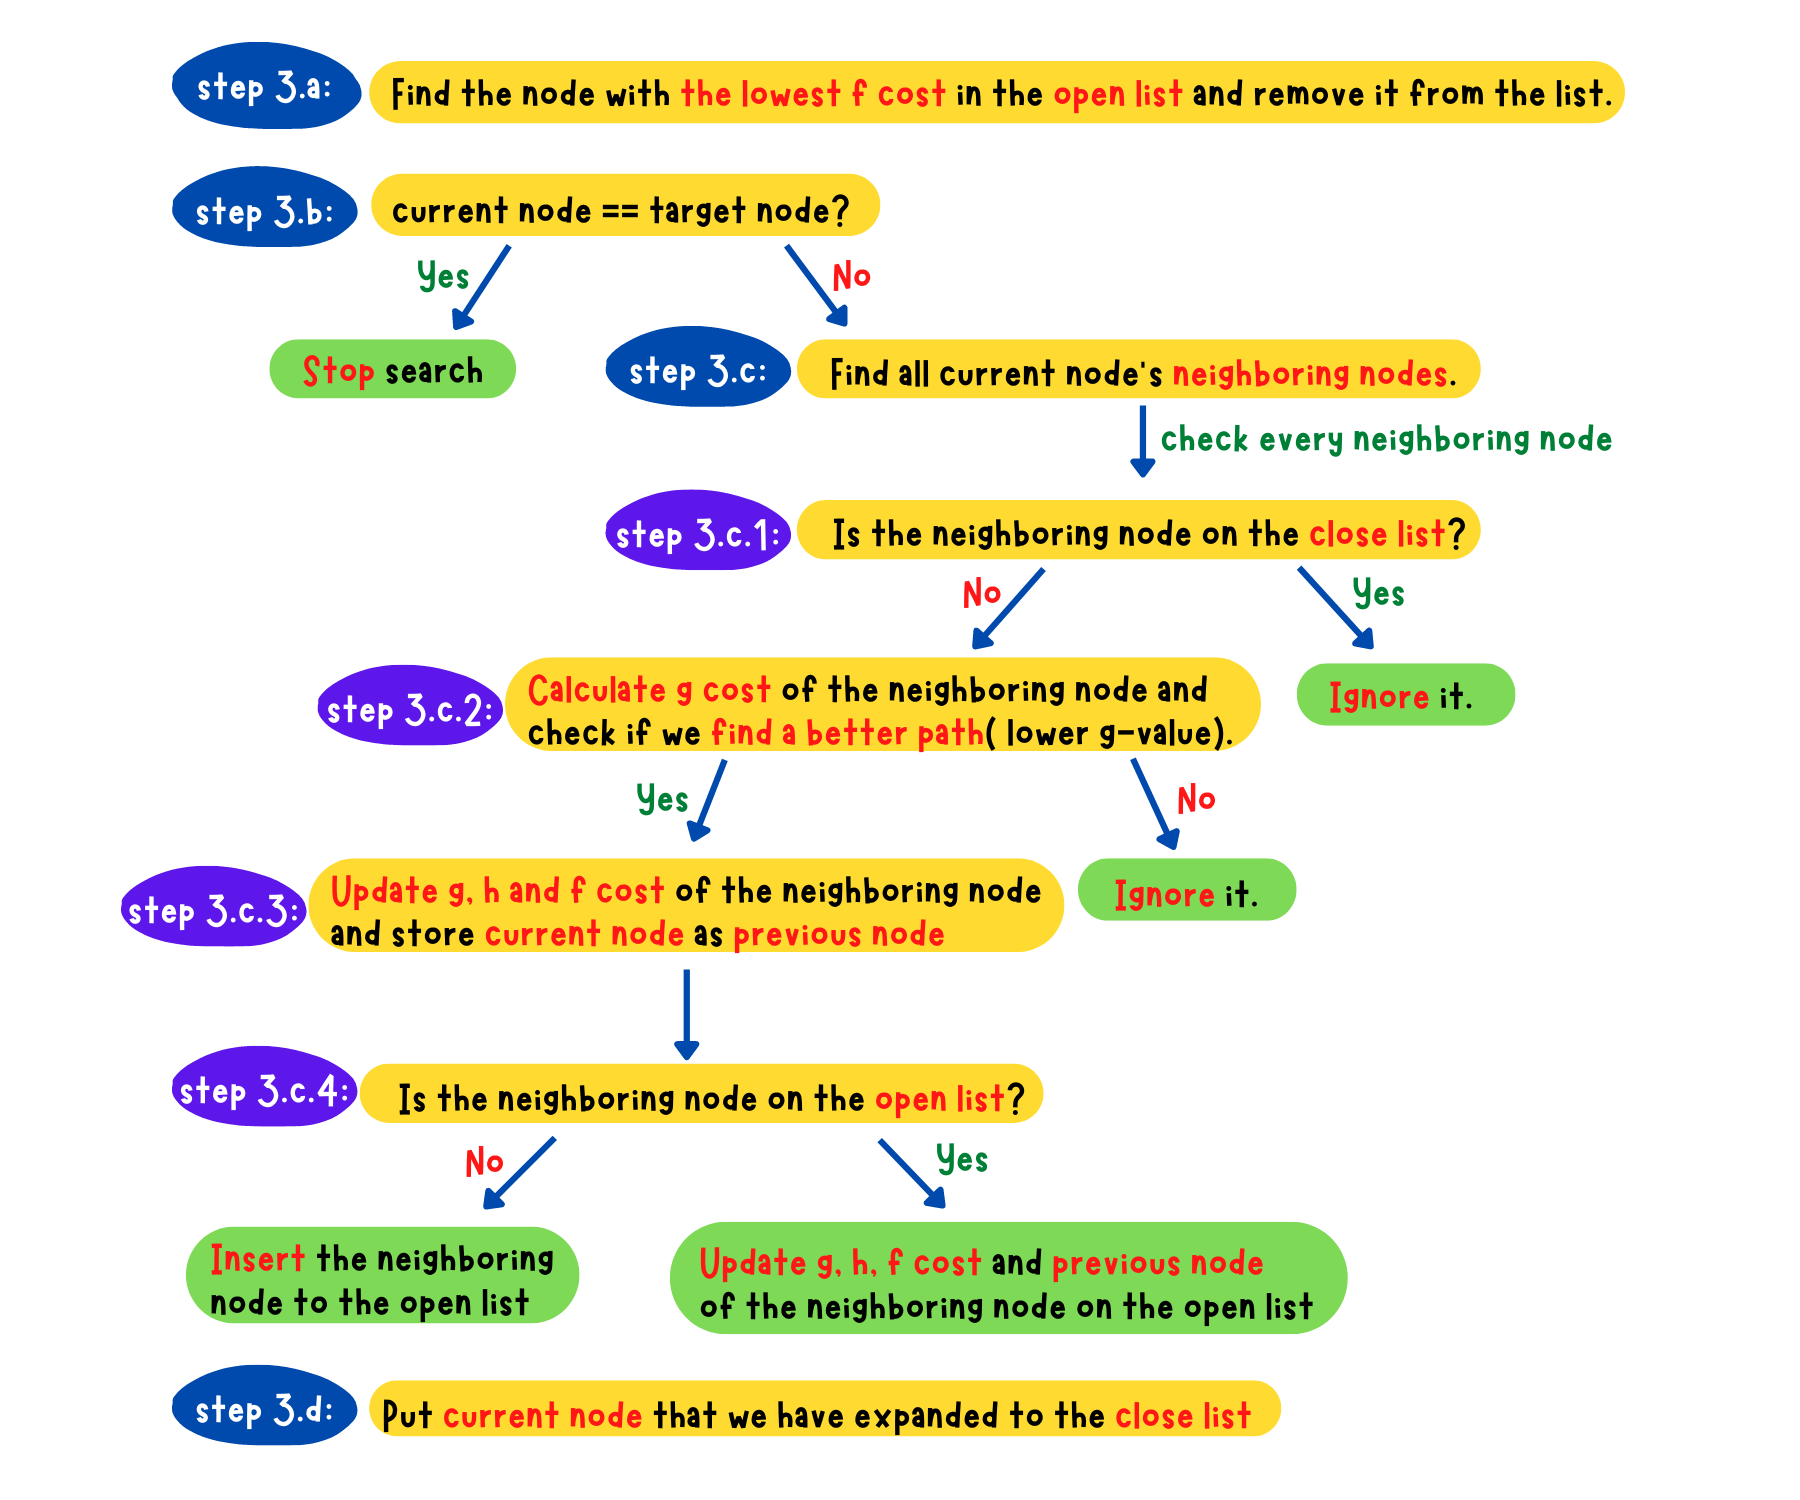 step 3.a:
Find the node with the lowest f cost in the open list and remove it from the list.
step 3.b:
current node == target node?
Yes
No
Stop search
step 3.c:
Find all current node's neighboring nodes.
check every neighboring node
step 3.c.1:
Is the neighboring node on the close list?
No
Yes
step 3.c.2:
Calculate g cost of the neighboring node and
check if we find a better path( lower g-value).
Ignore it.
Yes
No
step 3.c.3:
Update g, h and f cost of the neighboring node
and store current node as previous node
Ignore it.
step 3.c.4:
Is the neighboring node on the open list?
No
Yes
Insert the neighboring
node to the open list
Update g, h, f cost and previous node
of the neighboring node on the open list
step 3.d:
Put current node that we have expanded to the close list